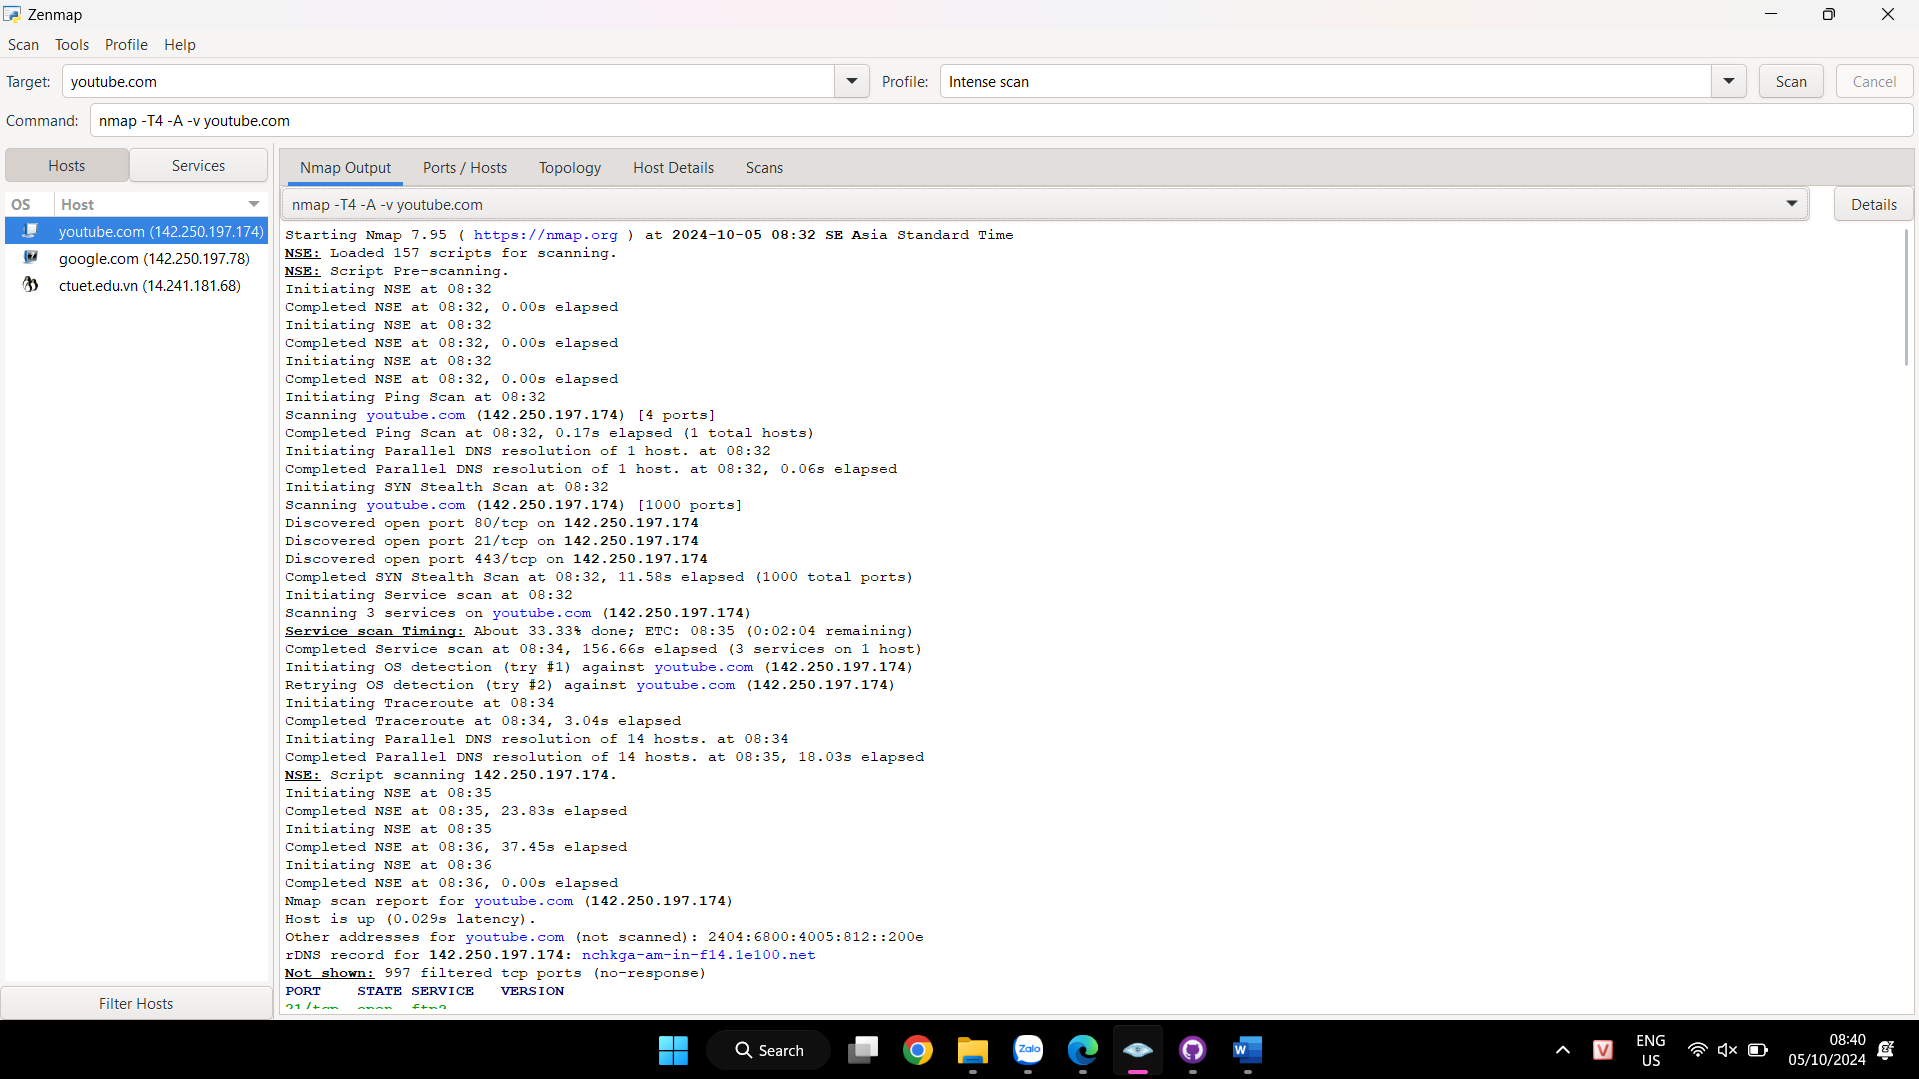 Zenmap
Scan Tools Profile Help
Target: youtube.com Profile: Intense scan Scan Cancel
Command: nmap -T4 -A -v youtube.com
Hosts Services
OS Host
youtube.com (142.250.197.174)
google.com (142.250.197.78)
ctuet.edu.vn (14.241.181.68)
Filter Hosts
Nmap Output Ports / Hosts Topology Host Details Scans
nmap -T4 -A -v youtube.com Details
Starting Nmap 7.95 ( https://nmap.org ) at 2024-10-05 08:32 SE Asia Standard Time
NSE: Loaded 157 scripts for scanning.
NSE: Script Pre-scanning.
Initiating NSE at 08:32
Completed NSE at 08:32, 0.00s elapsed
Initiating NSE at 08:32
Completed NSE at 08:32, 0.00s elapsed
Initiating NSE at 08:32
Completed NSE at 08:32, 0.00s elapsed
Initiating Ping Scan at 08:32
Scanning youtube.com (142.250.197.174) [4 ports]
Completed Ping Scan at 08:32, 0.17s elapsed (1 total hosts)
Initiating Parallel DNS resolution of 1 host. at 08:32
Completed Parallel DNS resolution of 1 host. at 08:32, 0.06s elapsed
Initiating SYN Stealth Scan at 08:32
Scanning youtube.com (142.250.197.174) [1000 ports]
Discovered open port 80/tcp on 142.250.197.174
Discovered open port 21/tcp on 142.250.197.174
Discovered open port 443/tcp on 142.250.197.174
Completed SYN Stealth Scan at 08:32, 11.58s elapsed (1000 total ports)
Initiating Service scan at 08:32
Scanning 3 services on youtube.com (142.250.197.174)
Service scan Timing: About 33.33% done; ETC: 08:35 (0:02:04 remaining)
Completed Service scan at 08:34, 156.66s elapsed (3 services on 1 host)
Initiating OS detection (try #1) against youtube.com (142.250.197.174)
Retrying OS detection (try #2) against youtube.com (142.250.197.174)
Initiating Traceroute at 08:34
Completed Traceroute at 08:34, 3.04s elapsed
Initiating Parallel DNS resolution of 14 hosts. at 08:34
Completed Parallel DNS resolution of 14 hosts. at 08:35, 18.03s elapsed
NSE: Script scanning 142.250.197.174.
Initiating NSE at 08:35
Completed NSE at 08:35, 23.83s elapsed
Initiating NSE at 08:35
Completed NSE at 08:36, 37.45s elapsed
Initiating NSE at 08:36
Completed NSE at 08:36, 0.00s elapsed
Nmap scan report for youtube.com (142.250.197.174)
Host is up (0.029s latency).
Other addresses for youtube.com (not scanned): 2404:6800:4005:812::200e
rDNS record for 142.250.197.174: nchkga-am-in-f14.1e100.net
Not shown: 997 filtered tcp ports (no-response)
PORT STATE SERVICE VERSION
21/tcp open ftp?
Search
Zalo
W
V
ENG
US
08:40
05/10/2024